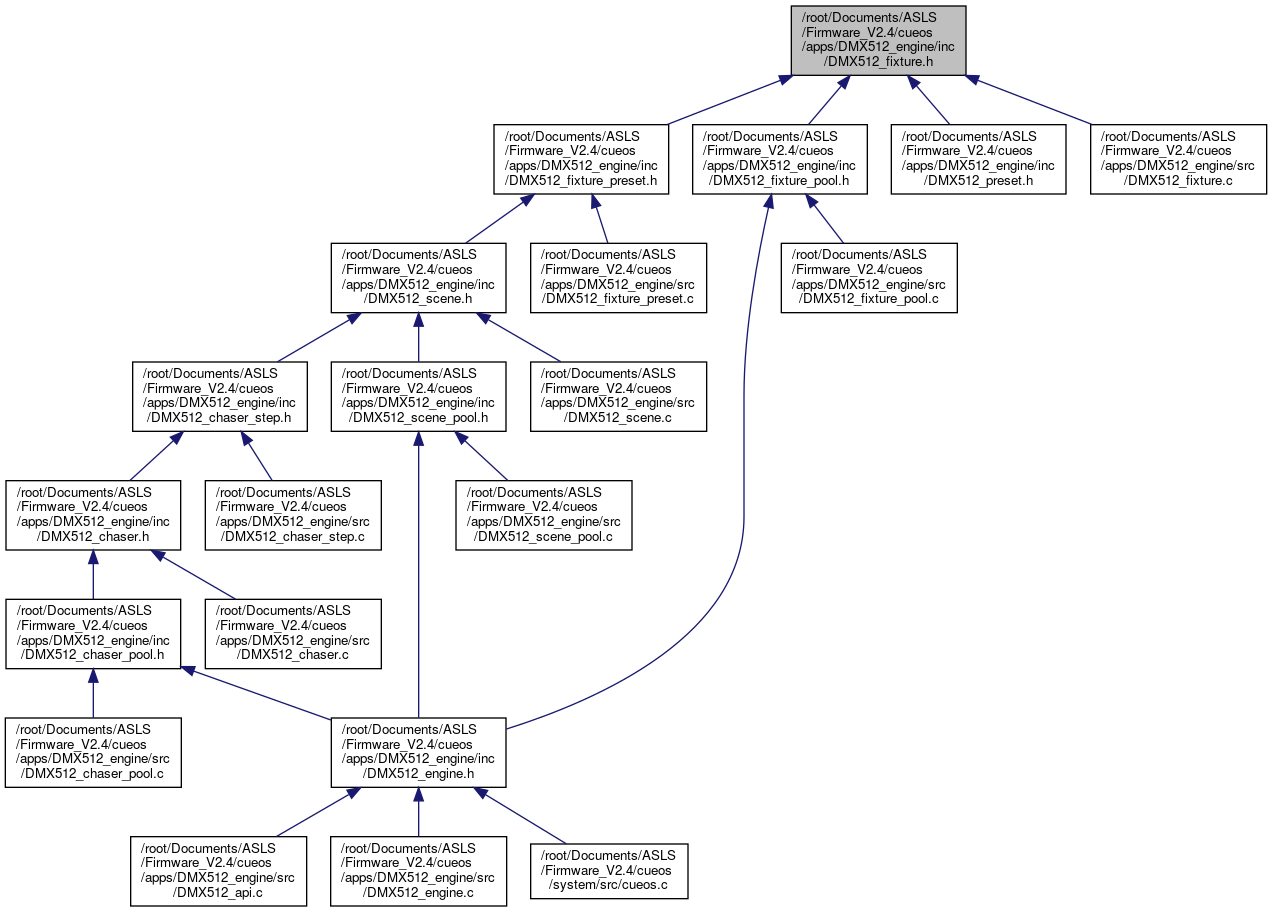 /root/Documents/ASLS
/Firmware_V2.4/cueos
/apps/DMX512_engine/inc
/DMX512_fixture.h
/root/Documents/ASLS
/Firmware_V2.4/cueos
/apps/DMX512_engine/inc
/DMX512_fixture_preset.h
/root/Documents/ASLS
/Firmware_V2.4/cueos
/apps/DMX512_engine/inc
/DMX512_fixture_pool.h
/root/Documents/ASLS
/Firmware_V2.4/cueos
/apps/DMX512_engine/inc
/DMX512_preset.h
/root/Documents/ASLS
/Firmware_V2.4/cueos
/apps/DMX512_engine/src
/DMX512_fixture.c
/root/Documents/ASLS
/Firmware_V2.4/cueos
/apps/DMX512_engine/inc
/DMX512_scene.h
/root/Documents/ASLS
/Firmware_V2.4/cueos
/apps/DMX512_engine/src
/DMX512_fixture_preset.c
/root/Documents/ASLS
/Firmware_V2.4/cueos
/apps/DMX512_engine/src
/DMX512_fixture_pool.c
/root/Documents/ASLS
/Firmware_V2.4/cueos
/apps/DMX512_engine/inc
/DMX512_chaser_step.h
/root/Documents/ASLS
/Firmware_V2.4/cueos
/apps/DMX512_engine/inc
/DMX512_scene_pool.h
/root/Documents/ASLS
/Firmware_V2.4/cueos
/apps/DMX512_engine/src
/DMX512_scene.c
/root/Documents/ASLS
/Firmware_V2.4/cueos
/apps/DMX512_engine/inc
/DMX512_chaser.h
/root/Documents/ASLS
/Firmware_V2.4/cueos
/apps/DMX512_engine/src
/DMX512_chaser_step.c
/root/Documents/ASLS
/Firmware_V2.4/cueos
/apps/DMX512_engine/src
/DMX512_scene_pool.c
/root/Documents/ASLS
/Firmware_V2.4/cueos
/apps/DMX512_engine/inc
/DMX512_chaser_pool.h
/root/Documents/ASLS
/Firmware_V2.4/cueos
/apps/DMX512_engine/src
/DMX512_chaser.c
/root/Documents/ASLS
/Firmware_V2.4/cueos
/apps/DMX512_engine/src
/DMX512_chaser_pool.c
/root/Documents/ASLS
/Firmware_V2.4/cueos
/apps/DMX512_engine/inc
/DMX512_engine.h
/root/Documents/ASLS
/Firmware_V2.4/cueos
/apps/DMX512_engine/src
/DMX512_api.c
/root/Documents/ASLS
/Firmware_V2.4/cueos
/apps/DMX512_engine/src
/DMX512_engine.c
/root/Documents/ASLS
/Firmware_V2.4/cueos
/system/src/cueos.c